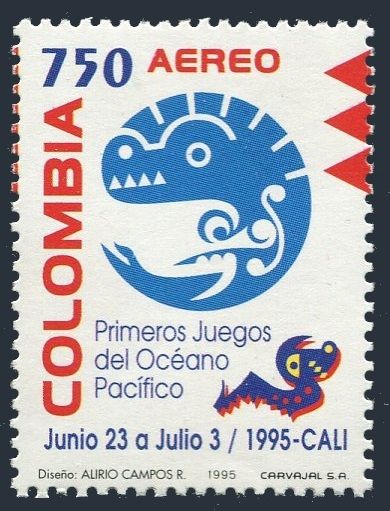 750 AEREO
COLOMBIA
Primeros Juegos
del Océano
Pacífico
Junio 23 a Julio 3 / 1995-CALI
Diseño: ALIRIO CAMPOS R. 1995 CARVAJAL S.A.